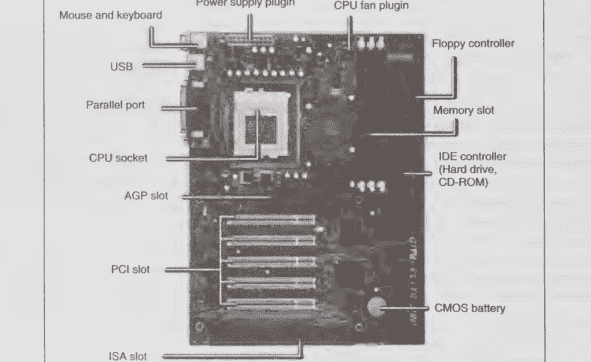 Power supply plugin
CPU fan plugin
Mouse and keyboard
Floppy controller
USB
Parallel port
Memory slot
CPU socket
IDE controller
(Hard drive,
CD-ROM)
AGP slot
PCI slot
CMOS battery
ISA slot